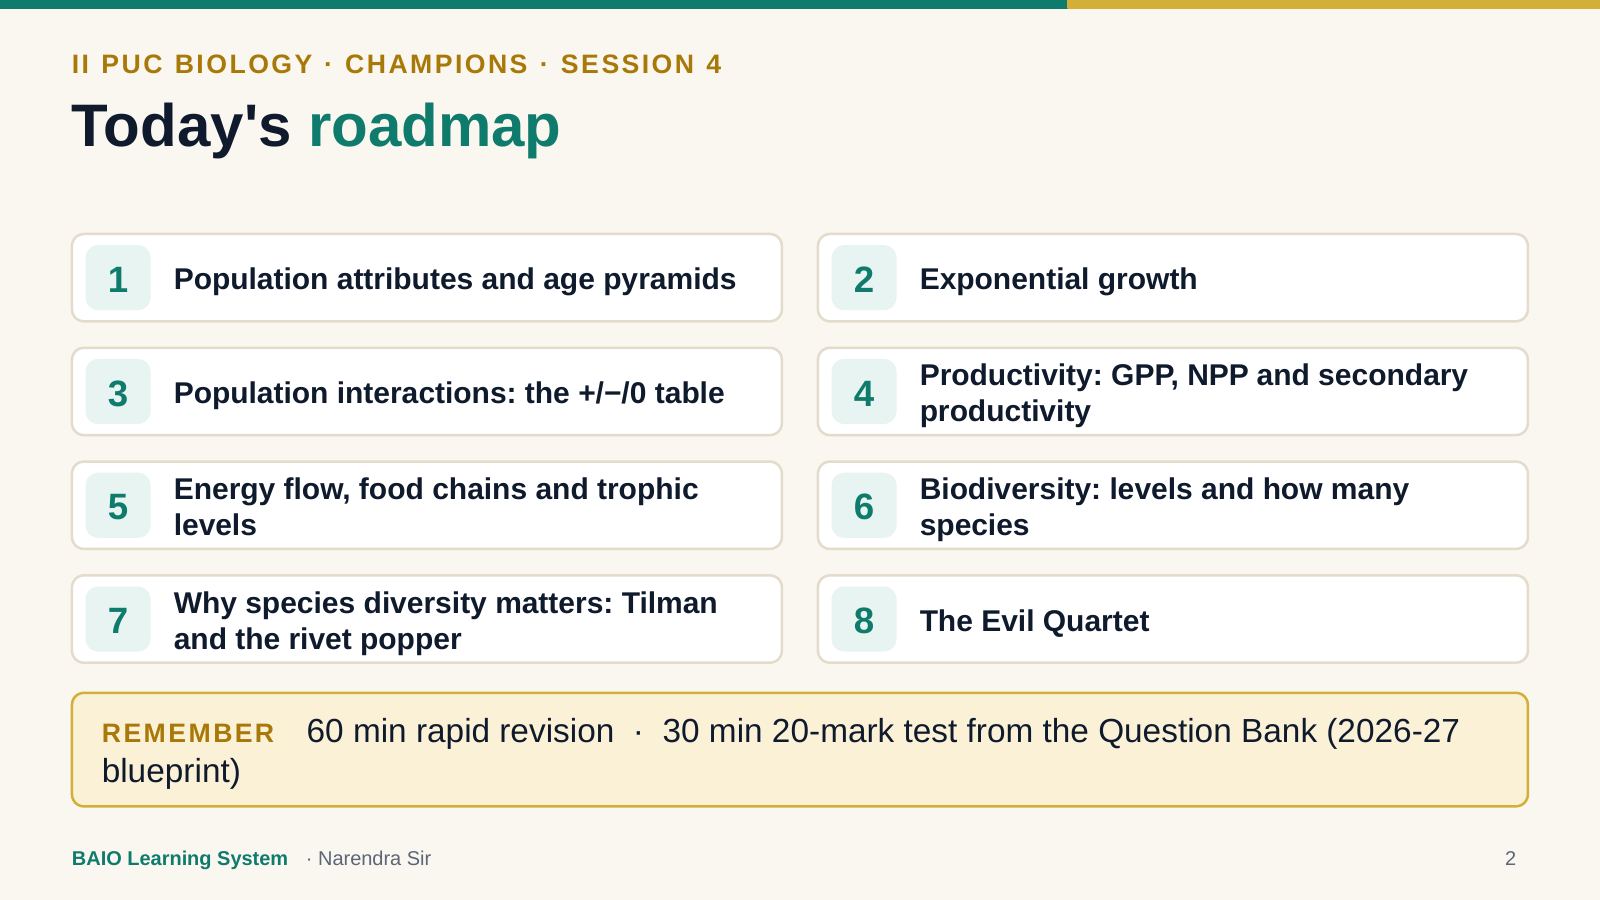 II PUC BIOLOGY · CHAMPIONS · SESSION 4
Today's roadmap
1 Population attributes and age pyramids
2 Exponential growth
3 Population interactions: the +/−/0 table
4 Productivity: GPP, NPP and secondary
productivity
5 Energy flow, food chains and trophic
levels
6 Biodiversity: levels and how many
species
7 Why species diversity matters: Tilman
and the rivet popper
8 The Evil Quartet
REMEMBER 60 min rapid revision · 30 min 20-mark test from the Question Bank (2026-27
blueprint)
BAIO Learning System · Narendra Sir
2